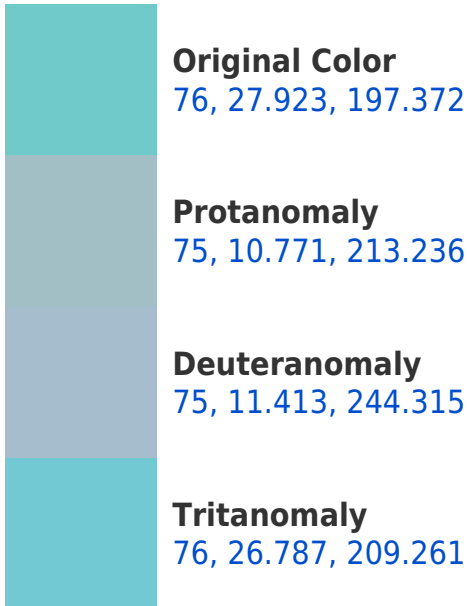 Original Color
76, 27.923, 197.372
Protanomaly
75, 10.771, 213.236
Deuteranomaly
75, 11.413, 244.315
Tritanomaly
76, 26.787, 209.261